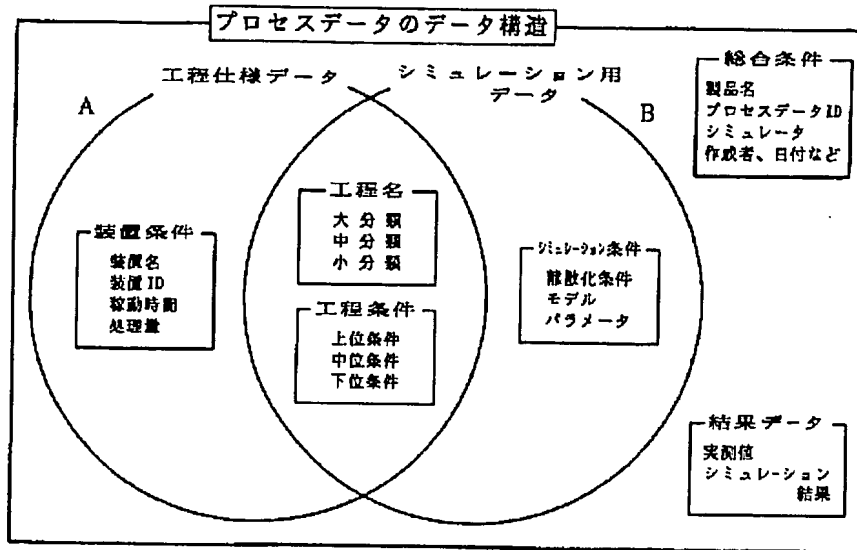 プロセスデータのデータ構造
工程仕様データ
シミュレーション用
データ
A
B
総合条件
製品名
プロセスデータID
シミュレータ
作成者、日付など
工程名
大分類
中分類
小分類
装置条件
装置名
装置ID
稼動時間
処理量
工程条件
上位条件
中位条件
下位条件
シミュレーション条件
離散化条件
モデル
パラメータ
結果データ
実測値
シミュレーション
結果